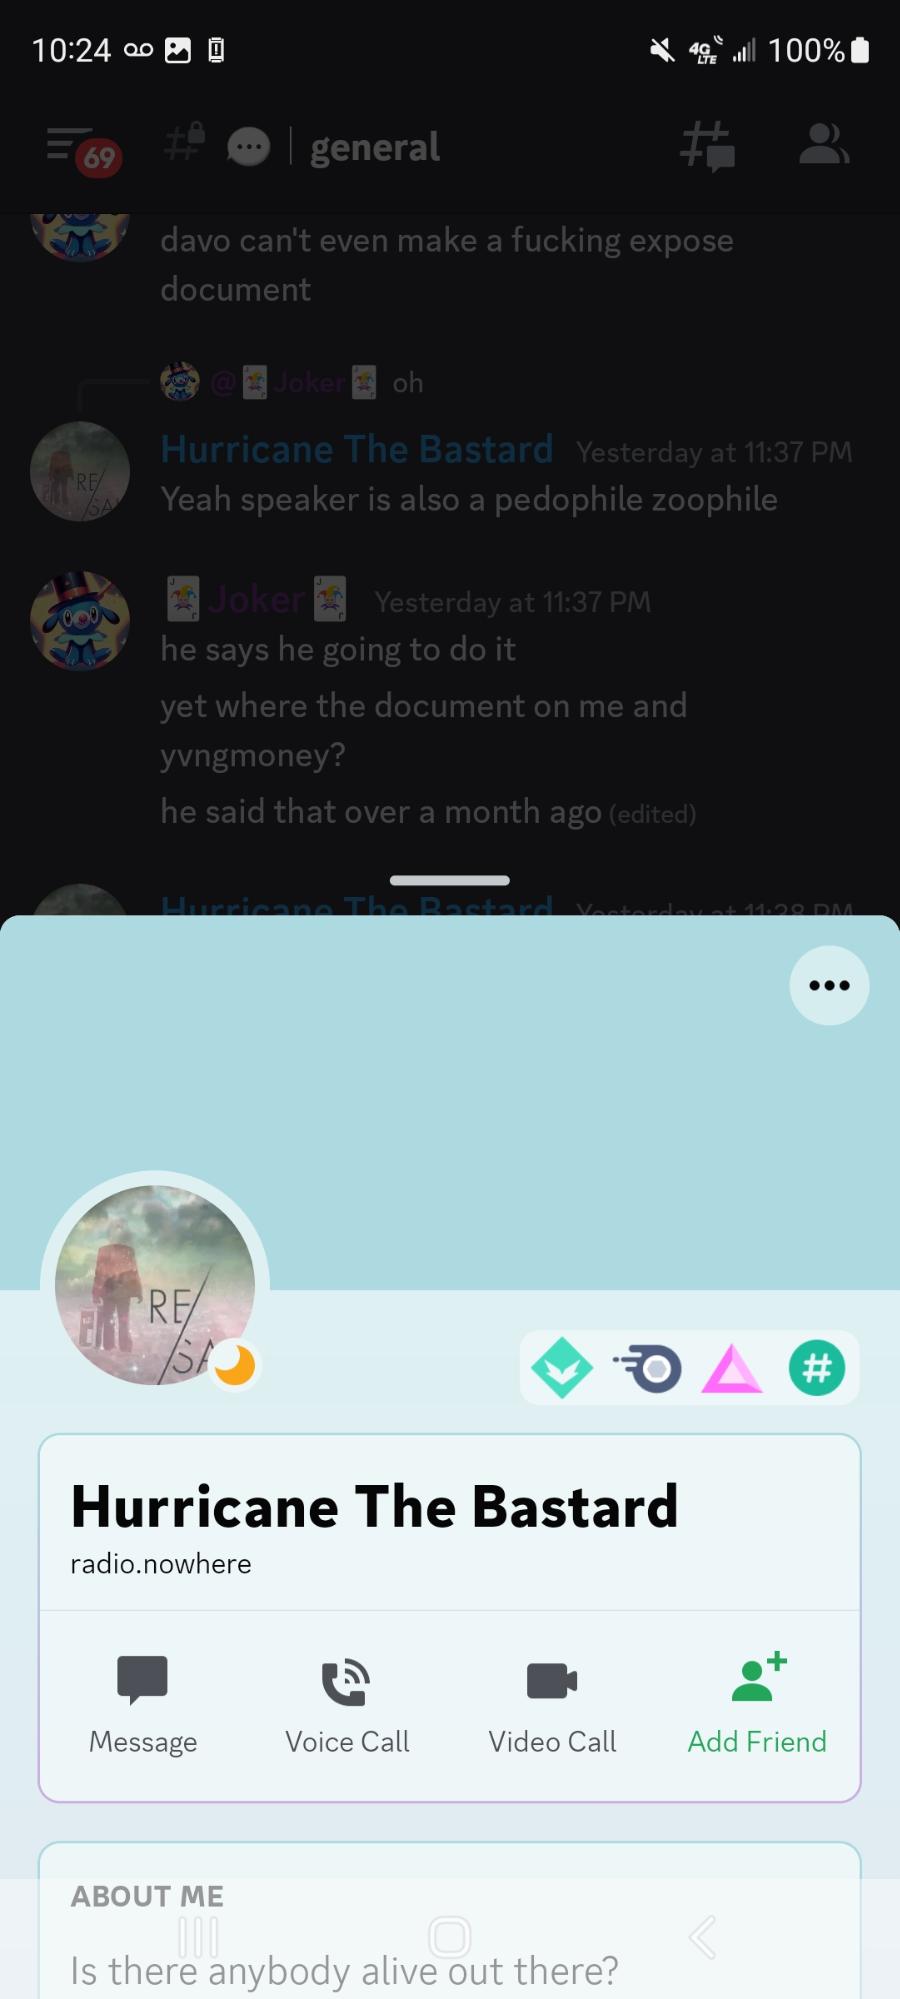 10:24 4G LTE 100%
69 # general #
davo can't even make a fucking expose
document
@🃏Joker🃏 oh
Hurricane The Bastard Yesterday at 11:37 PM
RE/
SA
Yeah speaker is also a pedophile zoophile
🃏Joker🃏 Yesterday at 11:37 PM
he says he going to do it
yet where the document on me and
yvngmoney?
he said that over a month ago (edited)
Hurricane The Bastard Yesterday at 11:38 PM
•••
RE/
SA
#
Hurricane The Bastard
radio.nowhere
Message Voice Call Video Call Add Friend
ABOUT ME
Is there anybody alive out there?